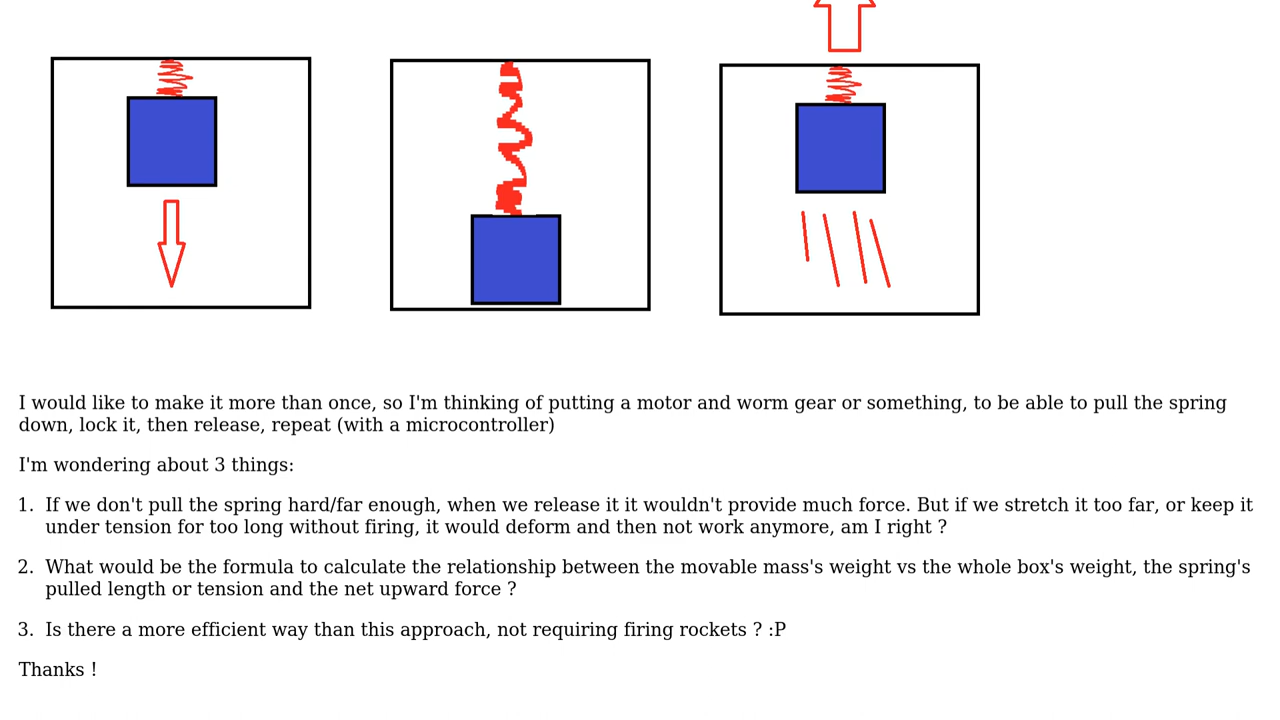 I would like to make it more than once, so I'm thinking of putting a motor and worm gear or something, to be able to pull the spring
down, lock it, then release, repeat (with a microcontroller)
I'm wondering about 3 things:
1. If we don't pull the spring hard/far enough, when we release it it wouldn't provide much force. But if we stretch it too far, or keep it
under tension for too long without firing, it would deform and then not work anymore, am I right ?
2. What would be the formula to calculate the relationship between the movable mass's weight vs the whole box's weight, the spring's
pulled length or tension and the net upward force ?
3. Is there a more efficient way than this approach, not requiring firing rockets ? :P
Thanks !